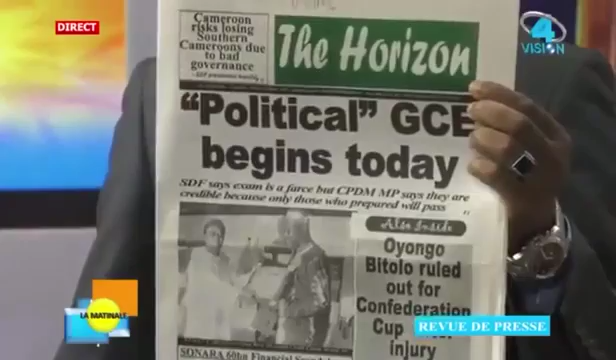 DIRECT
4
VISION
Cameroon
risks losing
Southern
Cameroons due
to bad
governance
The Horizon
"Political" GCE
begins today
SDF says exam is a farce but CPDM MP says they are
credible because only those who prepared will pass
Also Inside
Oyongo
Bitolo ruled
out for
Confederation
Cup
injury
SONARA 60bn Financial
LA MATINALE
REVUE DE PRESSE